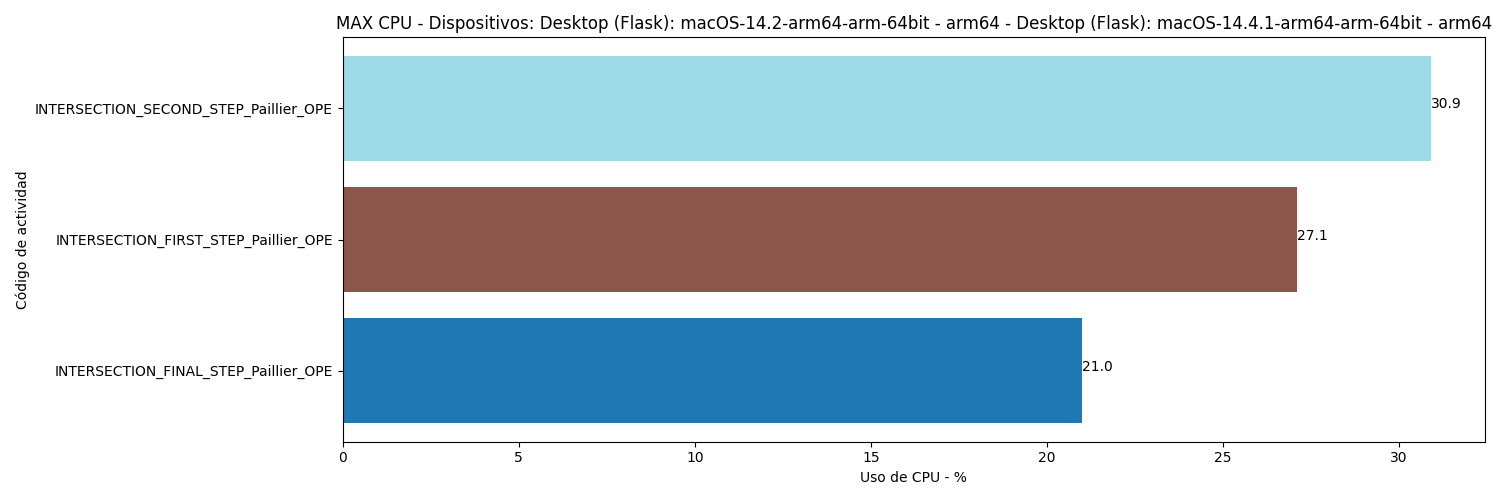 MAX CPU - Dispositivos: Desktop (Flask): macOS-14.2-arm64-arm-64bit - arm64 - Desktop (Flask): macOS-14.4.1-arm64-arm-64bit - arm64
Código de actividad
INTERSECTION_SECOND_STEP_Paillier_OPE
30.9
INTERSECTION_FIRST_STEP_Paillier_OPE
27.1
INTERSECTION_FINAL_STEP_Paillier_OPE
21.0
0 5 10 15 20 25 30
Uso de CPU - %